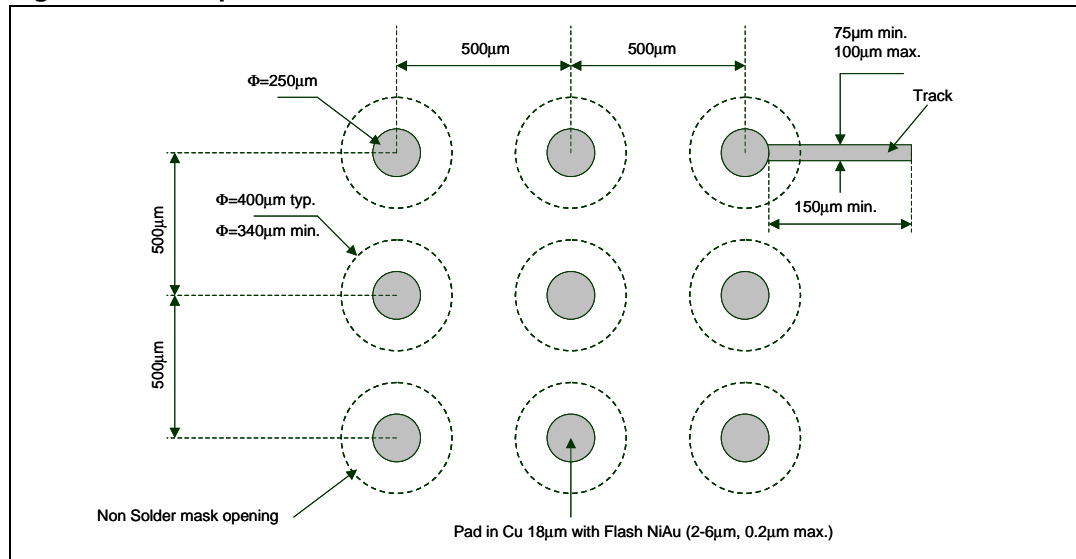 500μm
500μm
75μm min.
100μm max.
Φ=250μm
Track
Φ=400μm typ.
Φ=340μm min.
150μm min.
500μm
500μm
Non Solder mask opening
Pad in Cu 18μm with Flash NiAu (2-6μm, 0.2μm max.)